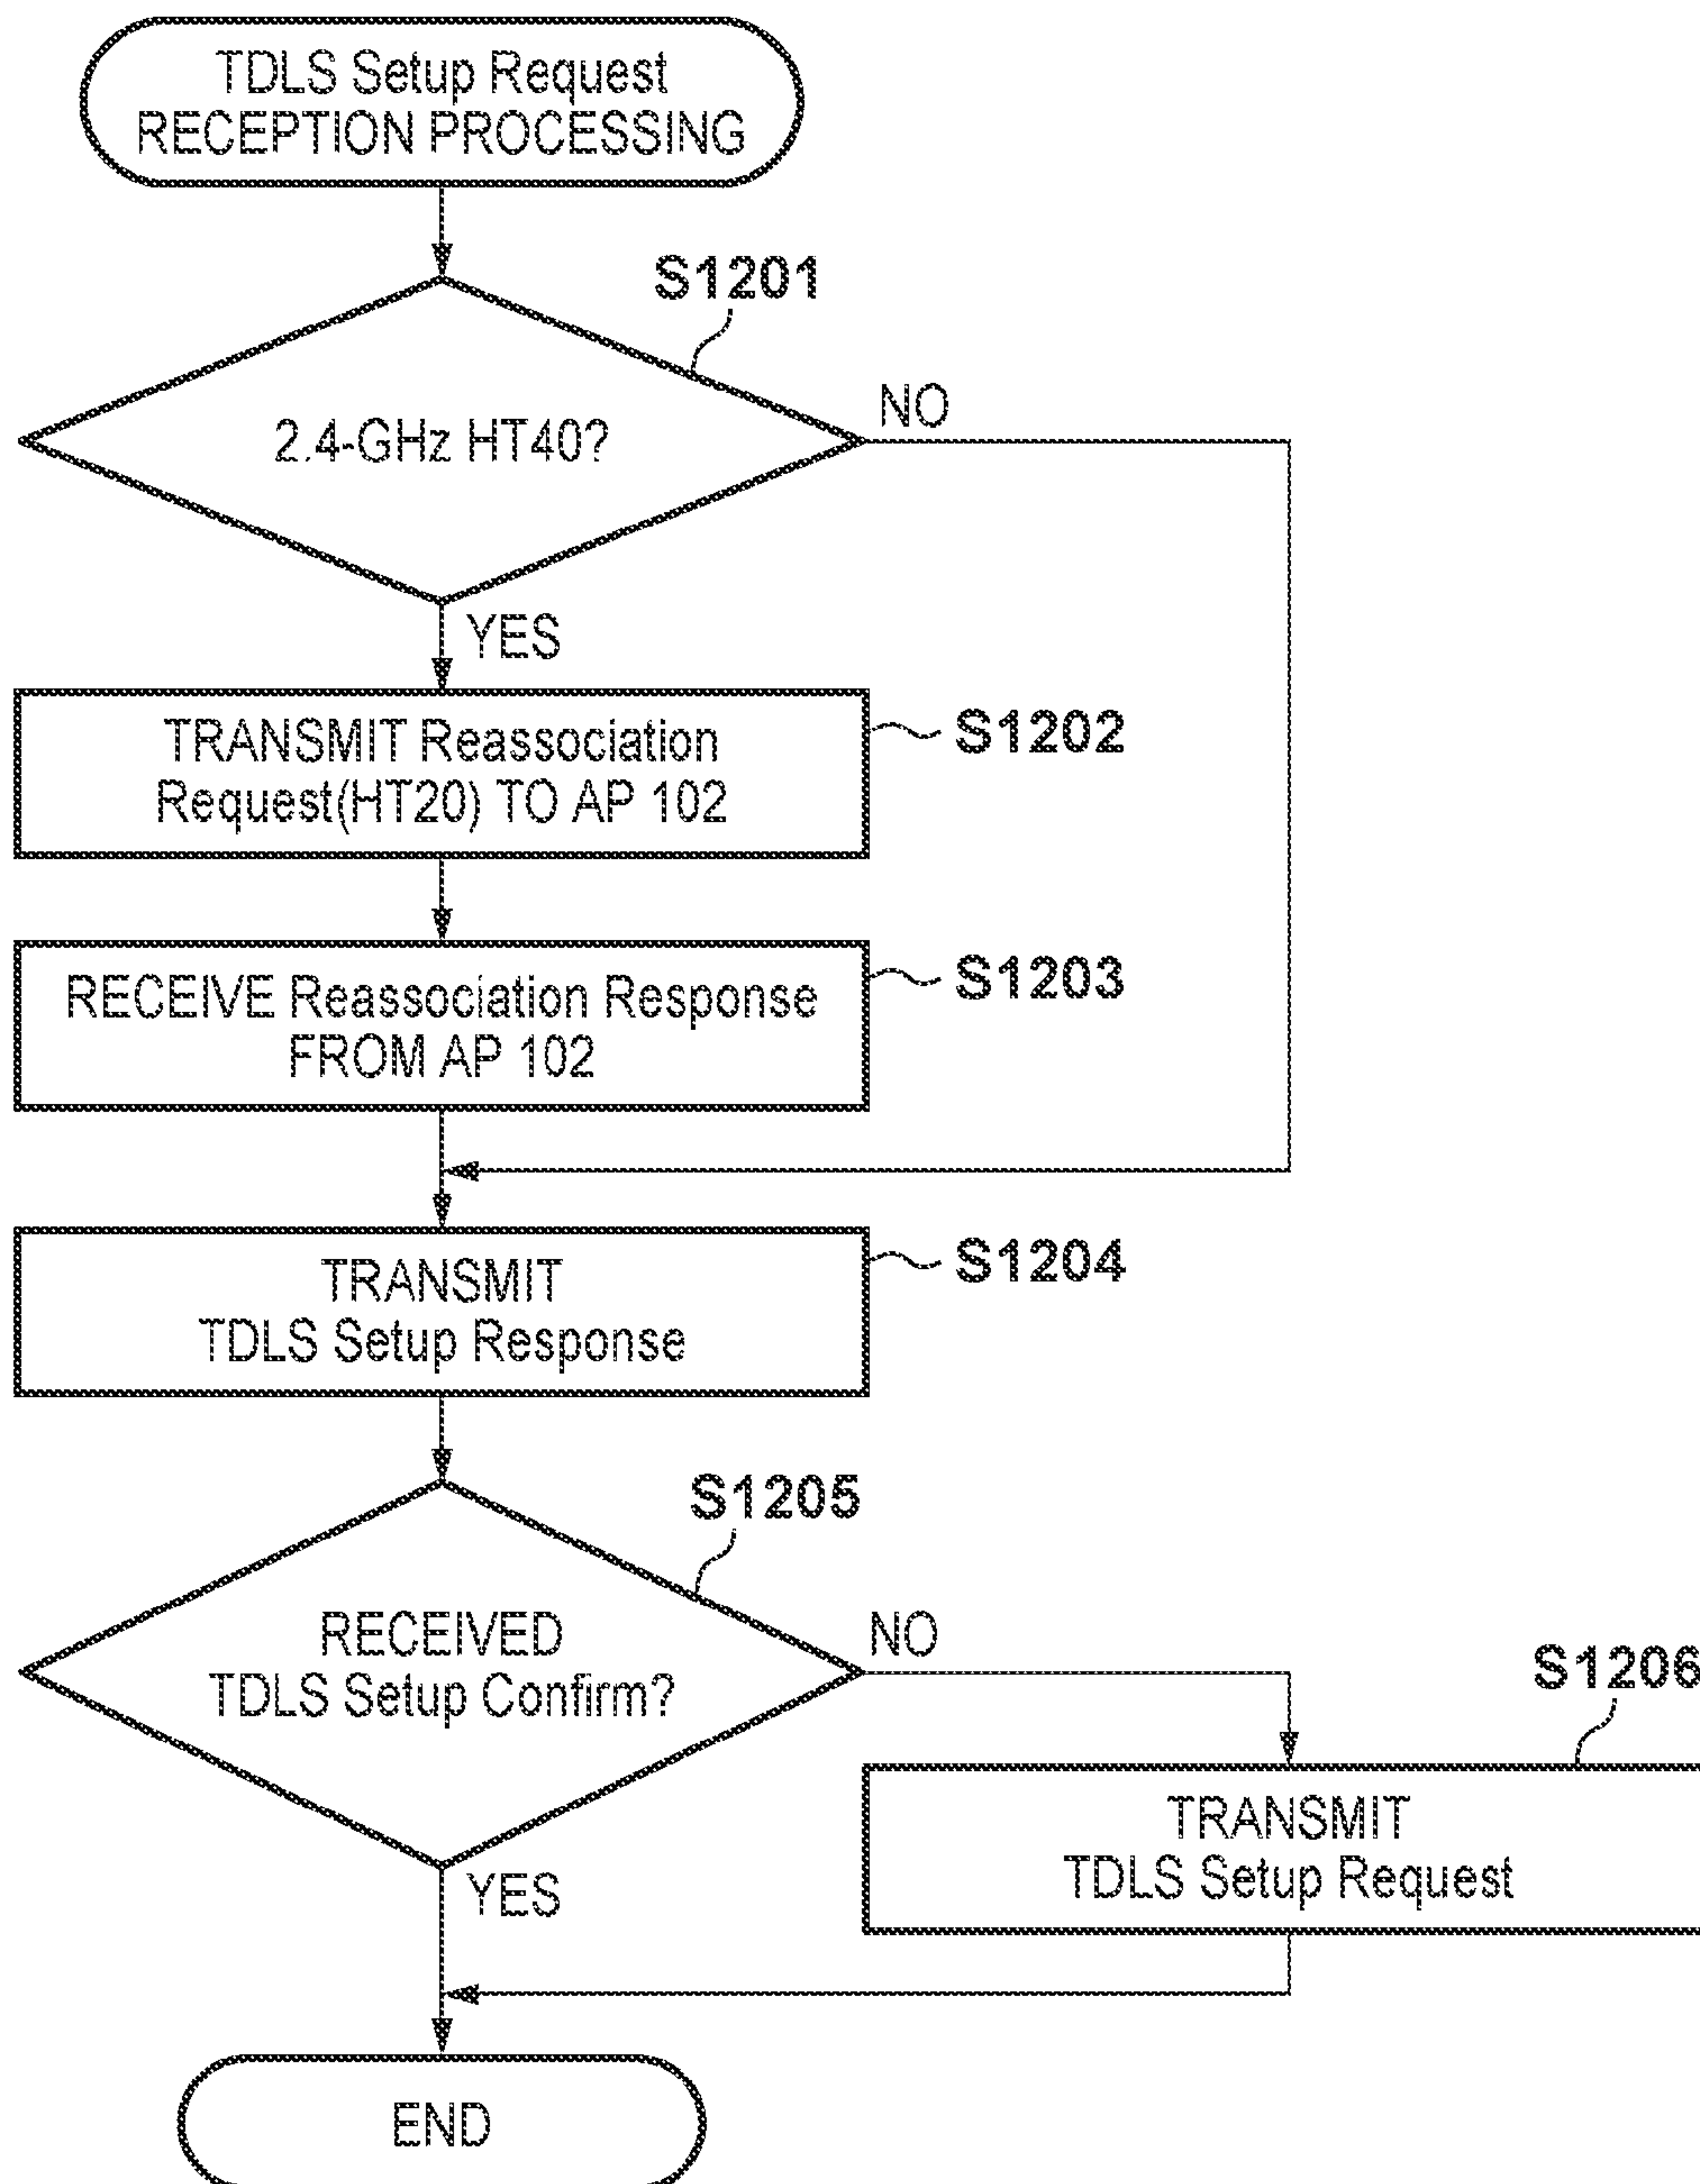 TDLS Setup Request
RECEPTION PROCESSING
S1201
2.4-GHz HT40?
NO
YES
TRANSMIT Reassociation
Request(HT20) TO AP 102
S1202
RECEIVE Reassociation Response
FROM AP 102
S1203
TRANSMIT
TDLS Setup Response
S1204
S1205
RECEIVED
TDLS Setup Confirm?
NO
YES
S1206
TRANSMIT
TDLS Setup Request
END